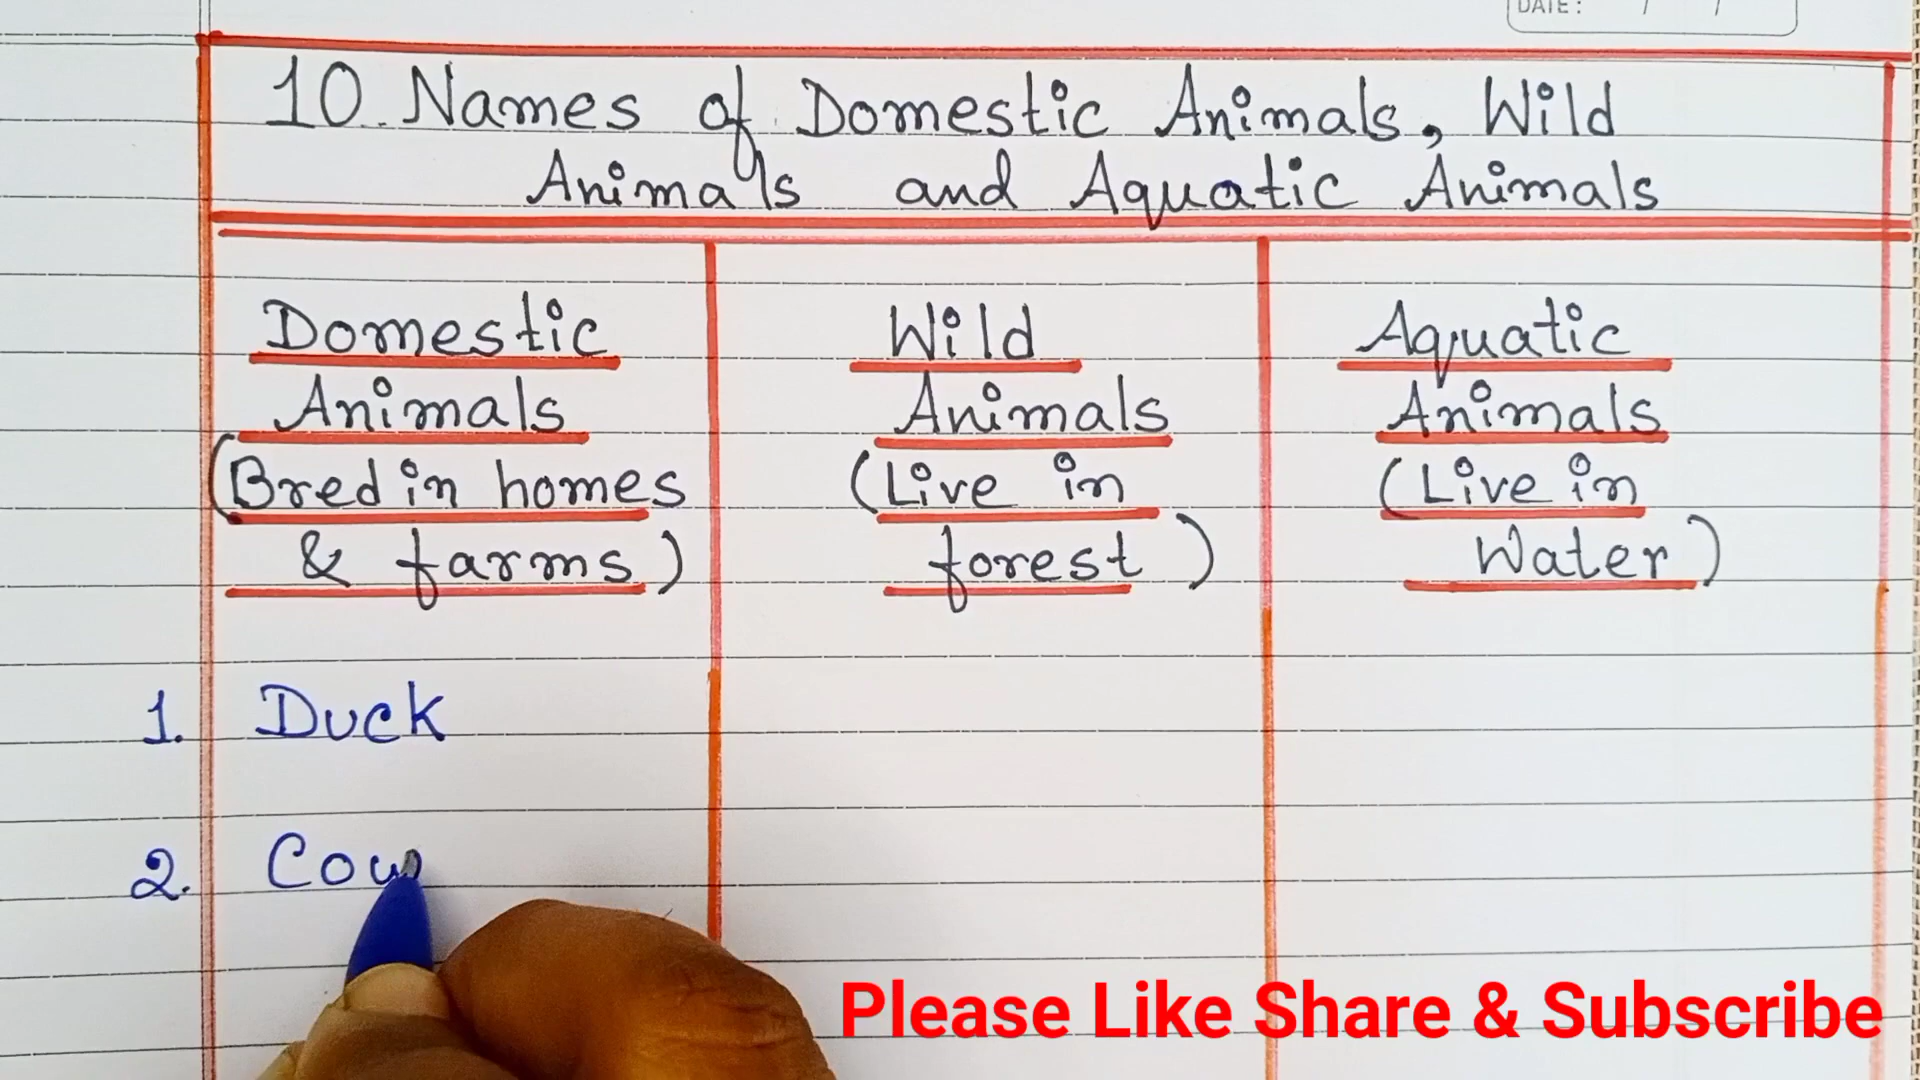 DATE: / /
10 Names of Domestic Animals, Wild
Animals and Aquatic Animals
Domestic
Animals
(Bred in homes
& farms)
Wild
Animals
(Live in
forest)
Aquatic
Animals
(Live in
Water)
1. Duck
2. Cow
Please Like Share & Subscribe